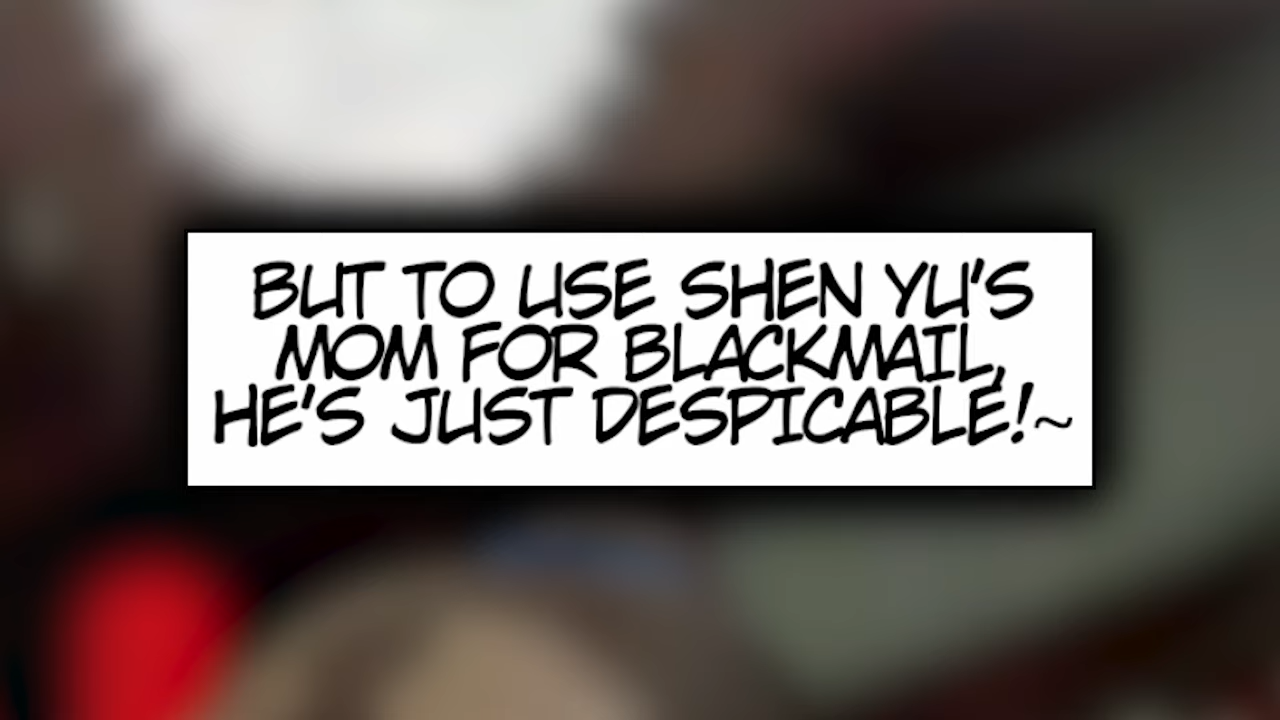 BUT TO USE SHEN YU'S
MOM FOR BLACKMAIL,
HE'S JUST DESPICABLE!~